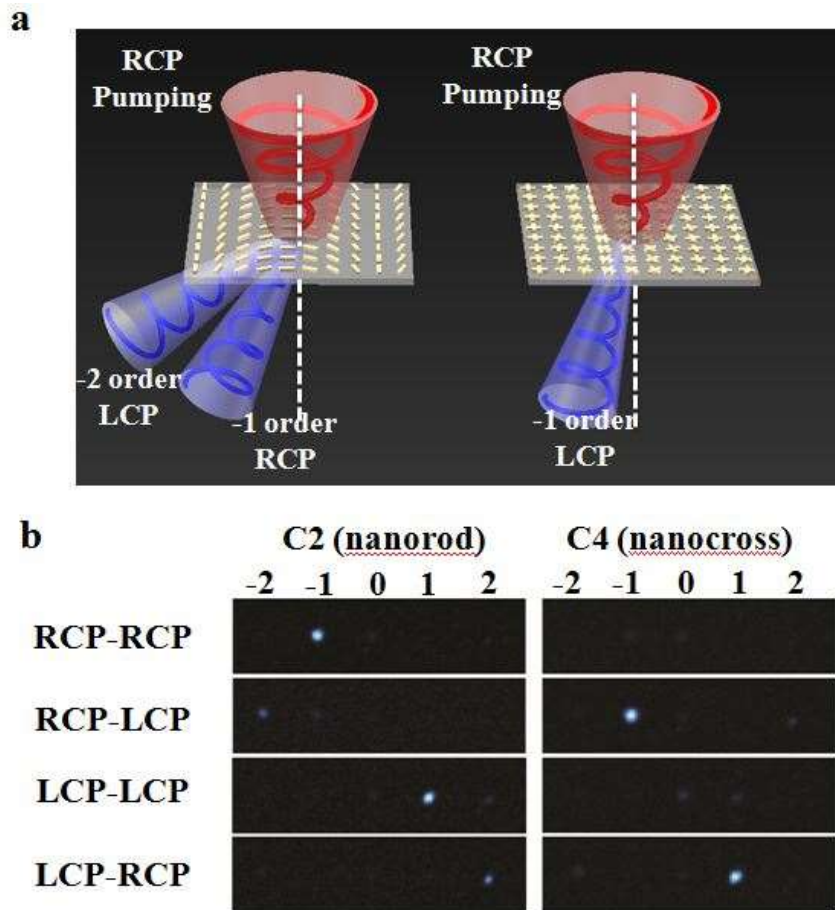 a
RCP
Pumping
RCP
Pumping
-2 order
LCP
-1 order
RCP
-1 order
LCP
b
C2 (nanorod)
C4 (nanocross)
-2 -1 0 1 2
-2 -1 0 1 2
RCP-RCP
RCP-LCP
LCP-LCP
LCP-RCP